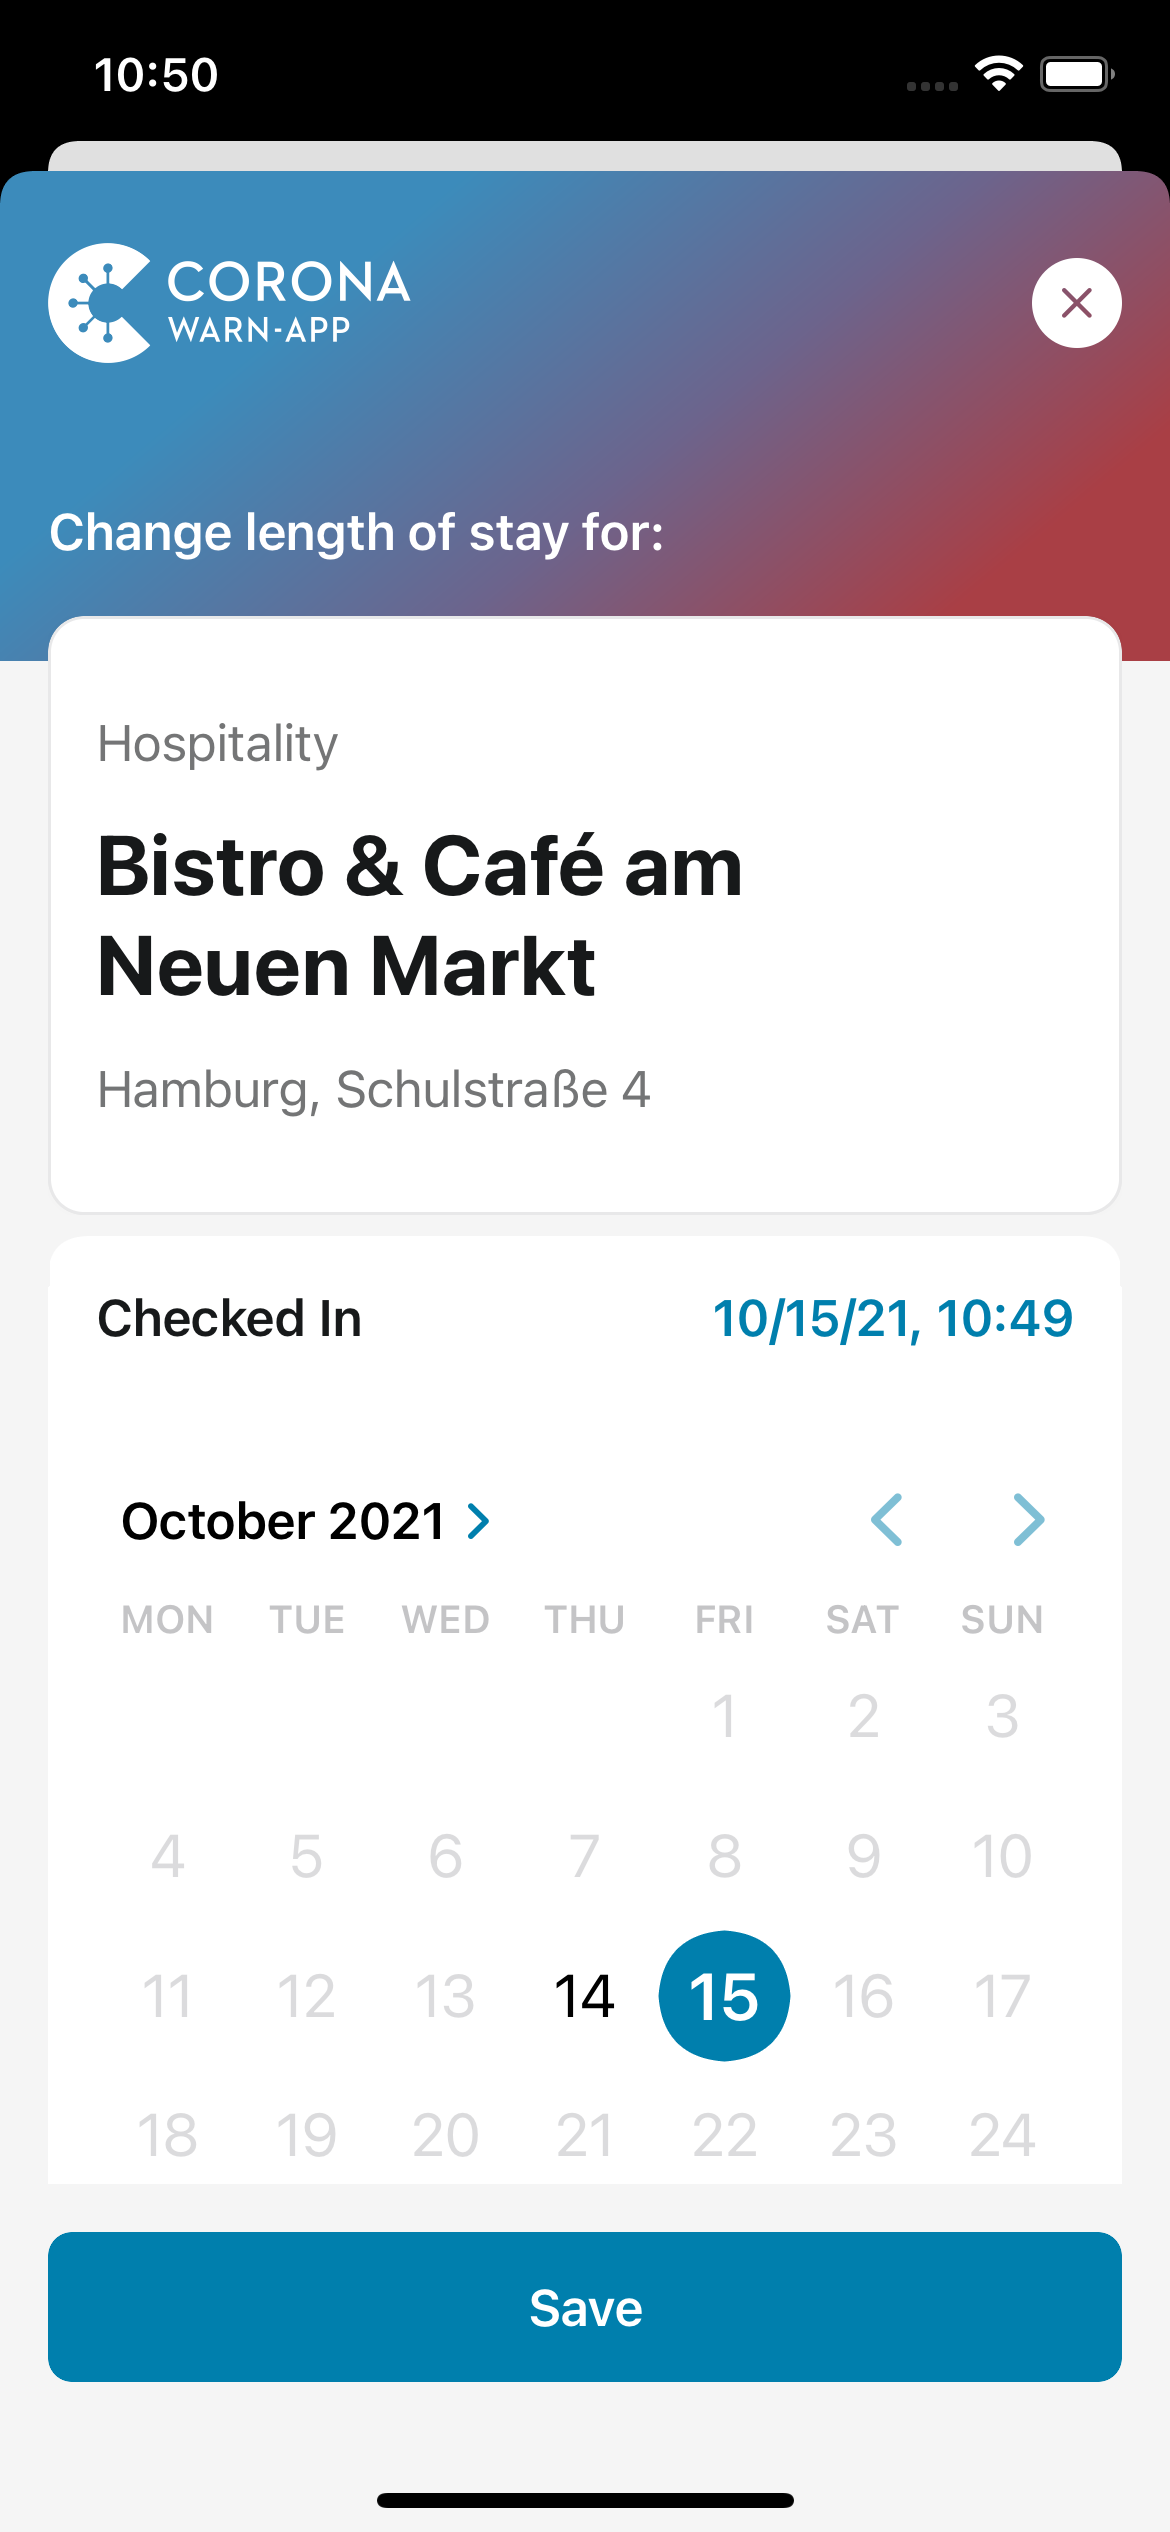 10:50
CORONA
WARN-APP
Change length of stay for:
Hospitality
Bistro & Café am
Neuen Markt
Hamburg, Schulstraße 4
Checked In 10/15/21, 10:49
October 2021
MON TUE WED THU FRI SAT SUN
1 2 3
4 5 6 7 8 9 10
11 12 13 14 15 16 17
18 19 20 21 22 23 24
Save